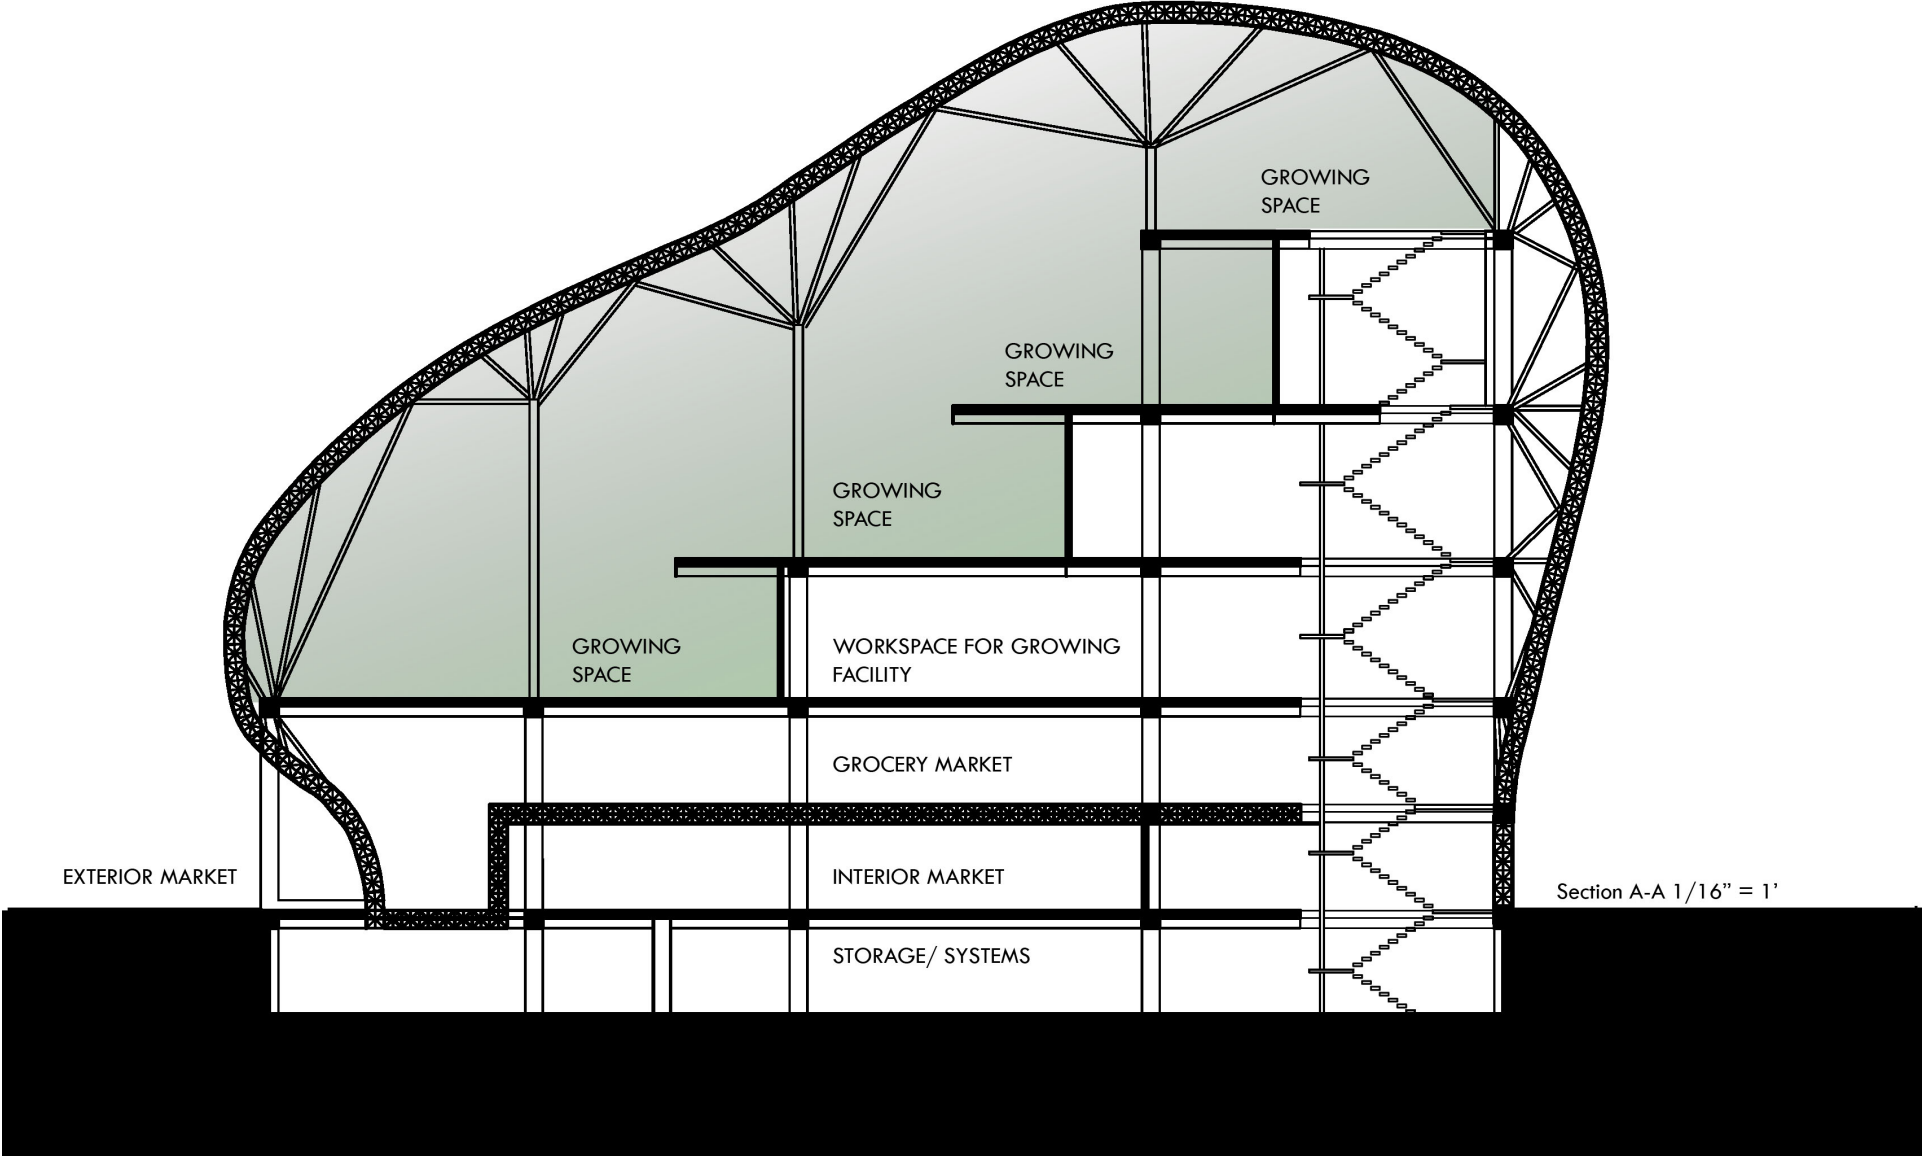 GROWING
SPACE
GROWING
SPACE
GROWING
SPACE
GROWING
SPACE
WORKSPACE FOR GROWING
FACILITY
GROCERY MARKET
EXTERIOR MARKET
INTERIOR MARKET
Section A-A 1/16” = 1’
STORAGE/ SYSTEMS